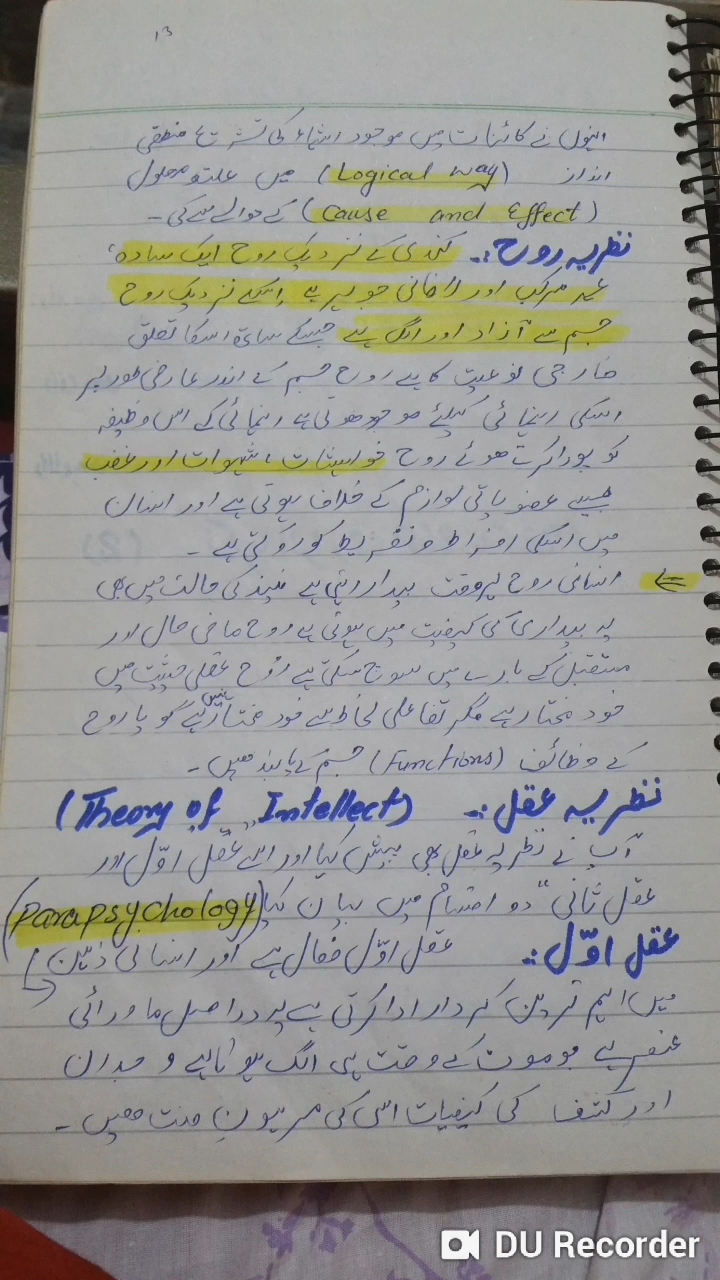 13
انہوں نے کائنات میں موجود اشیاء کی تشریح منطقی
انداز (Logical way) میں علت و معلول
(Cause and Effect) کے حوالے سے کی۔
نظریہ روح:۔ کندی کے نزدیک روح ایک سادہ،
غیر مرکب اور لافانی جوہر ہے اسکے نزدیک روح
جسم سے آزاد اور الگ ہے جسکے ساتھ اسکا تعلق
خارجی نوعیت کا ہے روح جسم کے اندر عارضی طور پر
اسکی رہنمائی کیلئے موجود ہوتی ہے رہنمائی کے اس وظیفہ
کو پورا کرتے ہوئے روح خواہشات، شہوات اور غضب
جیسے عضویاتی لوازم کے خلاف ہوتی ہے اور انسان
میں اسکی افراط و تفریط کو روکتی ہے۔
⇐ انسانی روح ہر وقت بیدار رہتی ہے نیند کی حالت میں بھی
یہ بیداری کی کیفیت میں ہوتی ہے روح ماضی حال اور
مستقبل کے بارے میں سوچ سکتی ہے روح عقلی حیثیت میں
خود مختار ہے مگر تفاعلی لحاظ سے خود مختار نہیں ہے گویا روح
کے وظائف (Functions) جسم کے پابند ہیں۔
نظریہ عقل:۔ (Theory of Intellect)
آپ نے نظریہ عقل بھی پیش کیا اور اسے "عقل اوّل اور
عقل ثانی" دو اقسام میں بیان کیا (Parapsychology)
عقل اوّل:۔ عقل اوّل فعال ہے اور انسانی ذہن
میں اہم ترین کردار ادا کرتی ہے یہ دراصل ماورائی
عنصر ہے جو موت کے وقت ہی الگ ہوتا ہے وجدان
اور کشف کی کیفیات اسی کی مرہونِ منت ہیں۔
DU Recorder